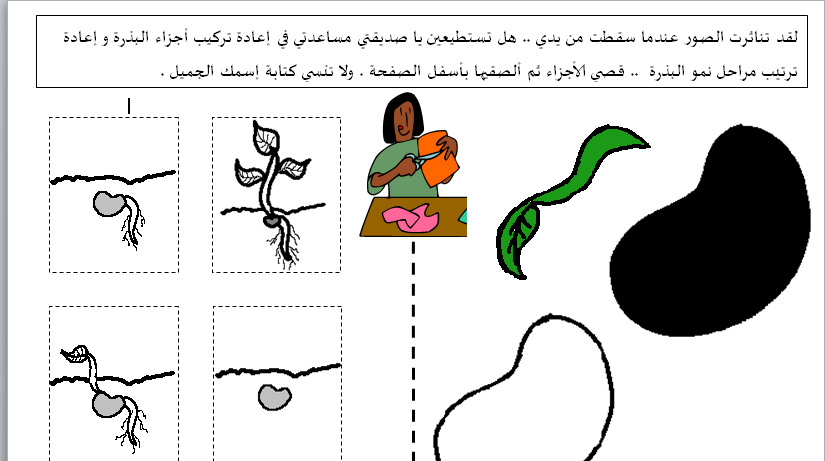 لقد تناثرت الصور عندما سقطت من يدي .. هل تستطيعين يا صديقتي مساعدتي في إعادة تركيب أجزاء البذرة و إعادة
ترتيب مراحل نمو البذرة .. قصي الأجزاء ثم ألصقيها بأسفل الصفحة . ولا تنسي كتابة إسمك الجميل .